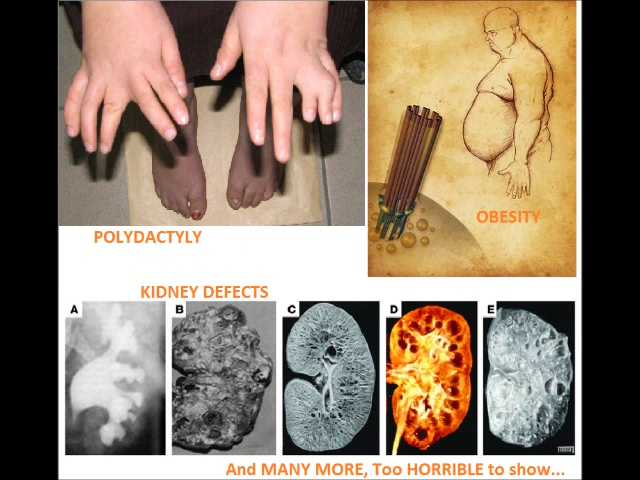 POLYDACTYLY
OBESITY
KIDNEY DEFECTS
A B C D E
And MANY MORE, Too HORRIBLE to show...